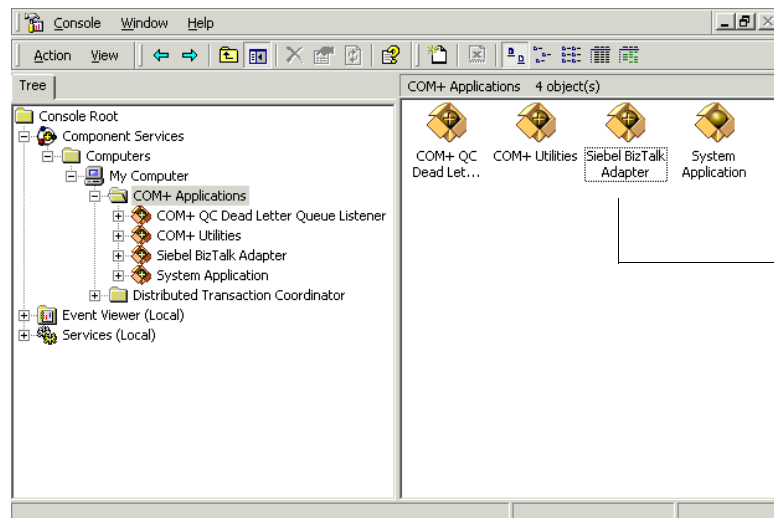 Console Window Help
Action View
Tree
COM+ Applications 4 object(s)
Console Root
Component Services
Computers
My Computer
COM+ Applications
COM+ QC Dead Letter Queue Listener
COM+ Utilities
Siebel BizTalk Adapter
System Application
Distributed Transaction Coordinator
Event Viewer (Local)
Services (Local)
COM+ QC
Dead Let...
COM+ Utilities
Siebel BizTalk
Adapter
System
Application